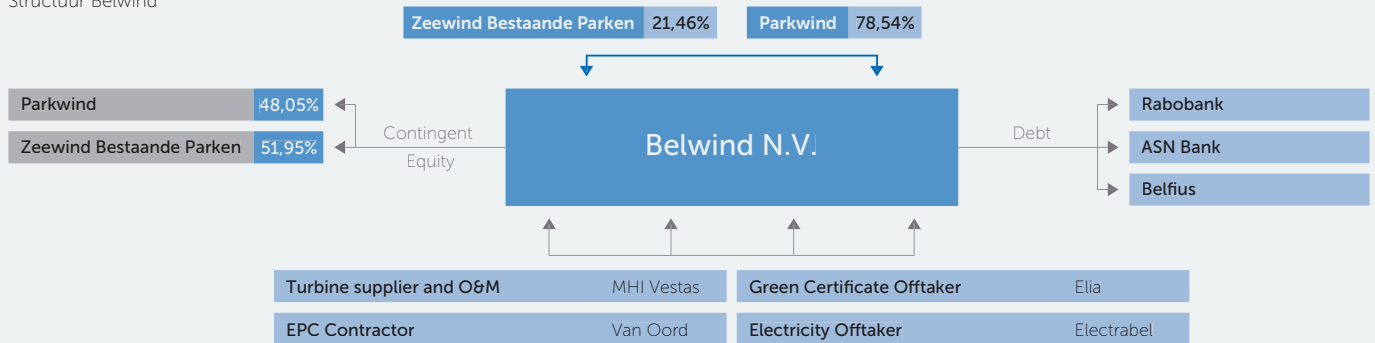 Structuur Belwind
Zeewind Bestaande Parken 21,46% Parkwind 78,54%
Parkwind 48,05%
Zeewind Bestaande Parken 51,95%
Contingent
Equity
Belwind N.V.
Debt
Rabobank
ASN Bank
Belfius
Turbine supplier and O&M MHI Vestas Green Certificate Offtaker Elia
EPC Contractor Van Oord Electricity Offtaker Electrabel